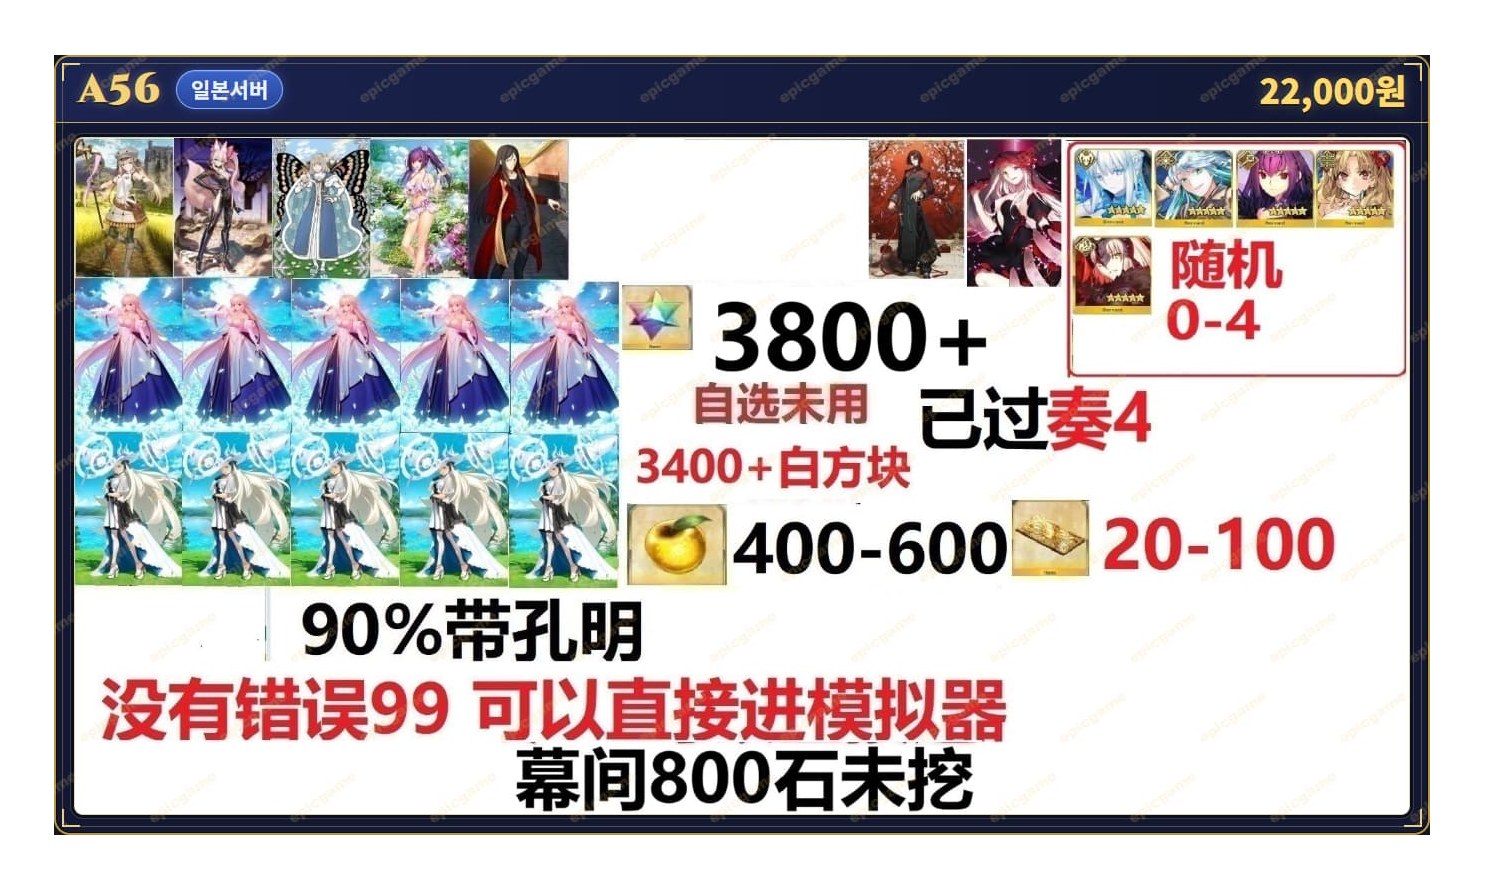 A56 일본서버 22,000원
随机
0-4
3800+
自选未用
已过奏4
3400+白方块
400-600
20-100
90%带孔明
没有错误99 可以直接进模拟器
幕间800石未挖
epicgame